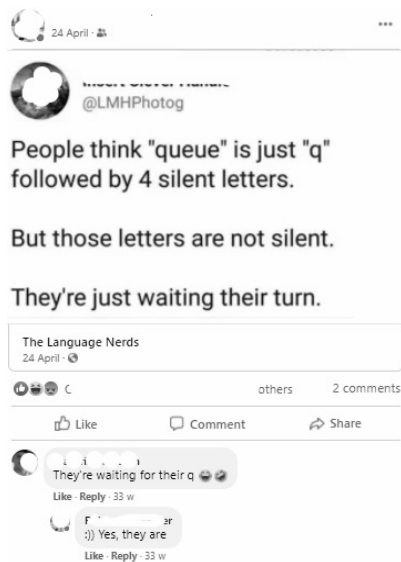 24 April
@LMHPhotog
People think "queue" is just "q"
followed by 4 silent letters.
But those letters are not silent.
They're just waiting their turn.
The Language Nerds
24 April
others 2 comments
Like Comment Share
They're waiting for their q
Like · Reply · 33 w
:)) Yes, they are
Like · Reply · 33 w